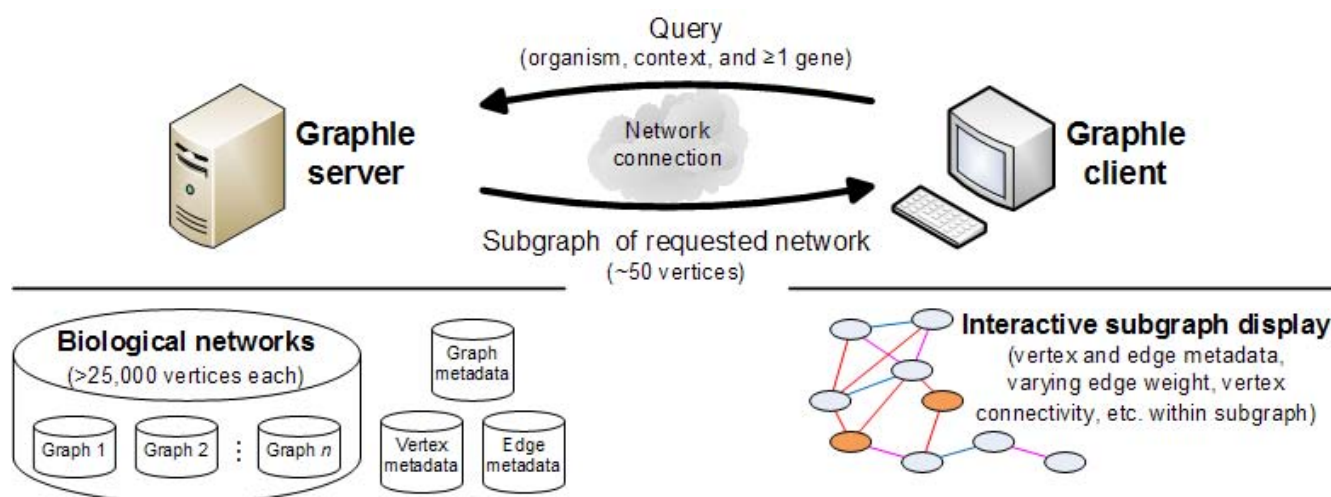 Query
(organism, context, and ≥1 gene)
Graphle
server
Network
connection
Graphle
client
Subgraph of requested network
(~50 vertices)
Biological networks
(>25,000 vertices each)
Graph 1
Graph 2
⋮
Graph n
Graph
metadata
Vertex
metadata
Edge
metadata
Interactive subgraph display
(vertex and edge metadata,
varying edge weight, vertex
connectivity, etc. within subgraph)